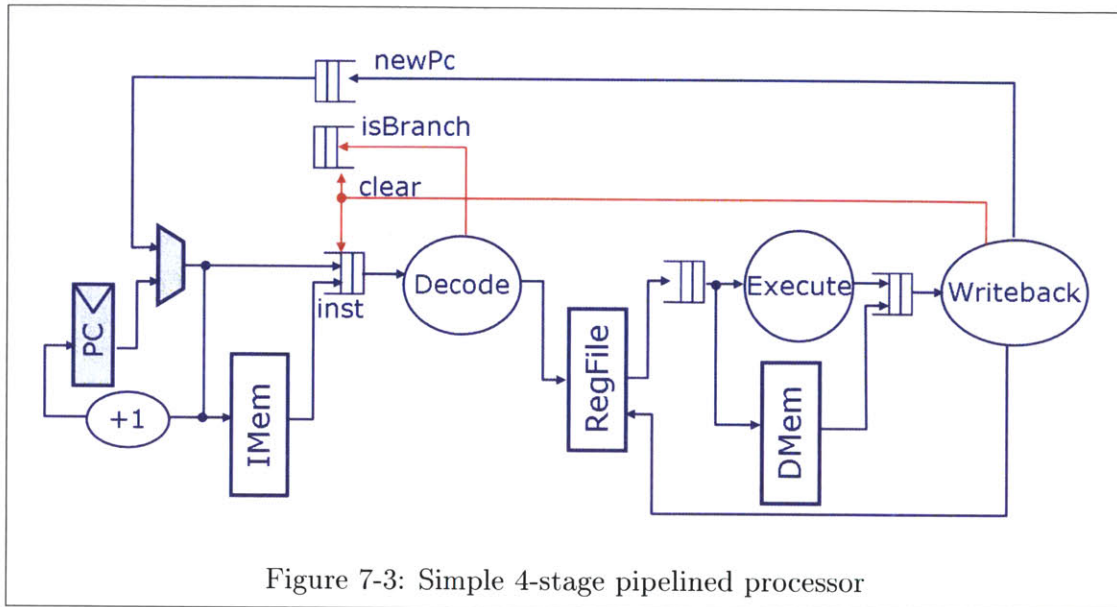 newPc
isBranch
clear
Decode
Execute
Writeback
inst
PC
RegFile
+1
IMem
DMem
Figure 7-3: Simple 4-stage pipelined processor